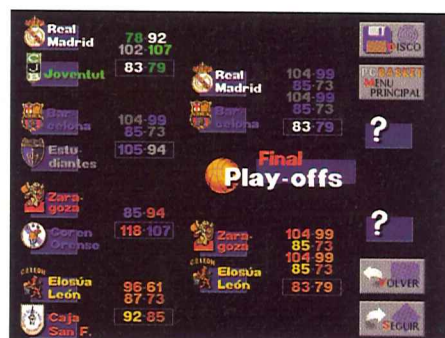 Real
Madrid
78-92
102-107
83-79
Joventut
Bar-
celona
104-99
85-73
105-94
Estu-
diantes
Zara-
goza
85-94
118-107
Coren
Orense
Elosúa
León
96-61
87-73
92-85
Caja
San F.
Real
Madrid
104-99
85-73
104-99
85-73
83-79
Bar-
celona
Final
Play-offs
Zara-
goza
104-99
85-73
104-99
85-73
83-79
Elosúa
León
DISCO
PCBASKET
MENU
PRINCIPAL
?
?
VOLVER
SEGUIR